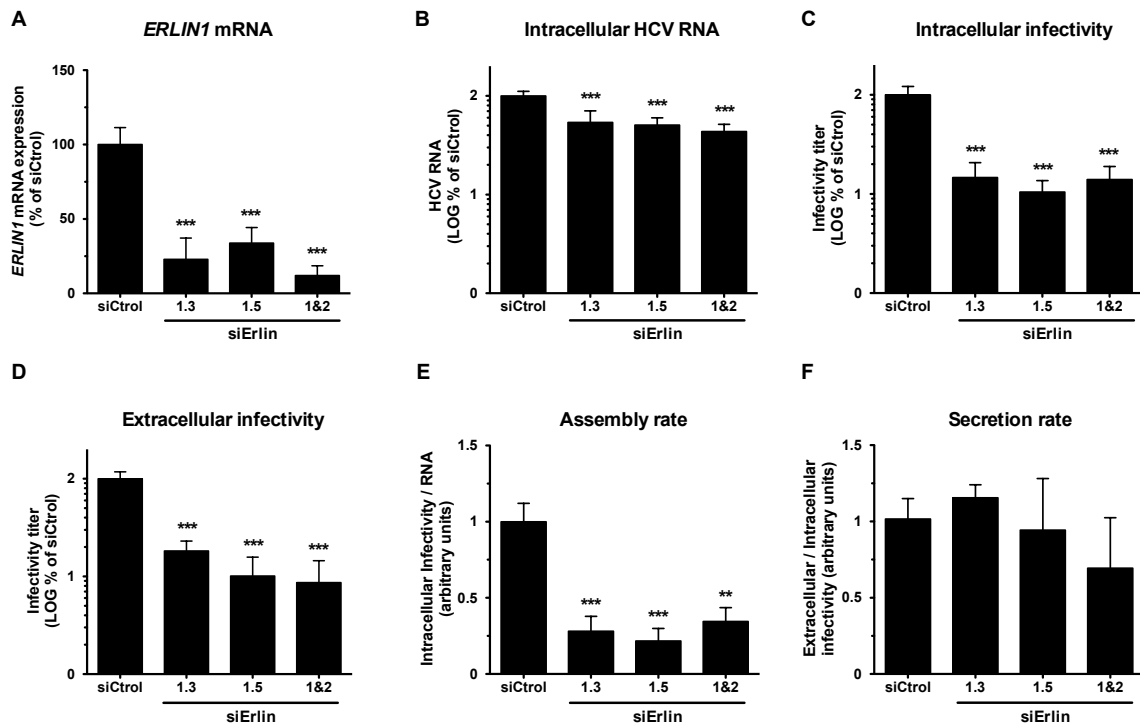 A
ERLIN1 mRNA
ERLIN1 mRNA expression
(% of siCtrol)
150
100
50
0
siCtrol
1.3
1.5
1&2
siErlin
B
Intracellular HCV RNA
HCV RNA
(LOG % of siCtrol)
2
1
0
siCtrol
1.3
1.5
1&2
siErlin
C
Intracellular infectivity
Infectivity titer
(LOG % of siCtrol)
2
1
0
siCtrol
1.3
1.5
1&2
siErlin
D
Extracellular infectivity
Infectivity titer
(LOG % of siCtrol)
2
1
0
siCtrol
1.3
1.5
1&2
siErlin
E
Assembly rate
Intracellular Infectivity / RNA
(arbitrary units)
1.5
1
0.5
0
siCtrol
1.3
1.5
1&2
siErlin
F
Secretion rate
Extracellular / Intracellular
infectivity (arbitrary units)
1.5
1
0.5
0
siCtrol
1.3
1.5
1&2
siErlin